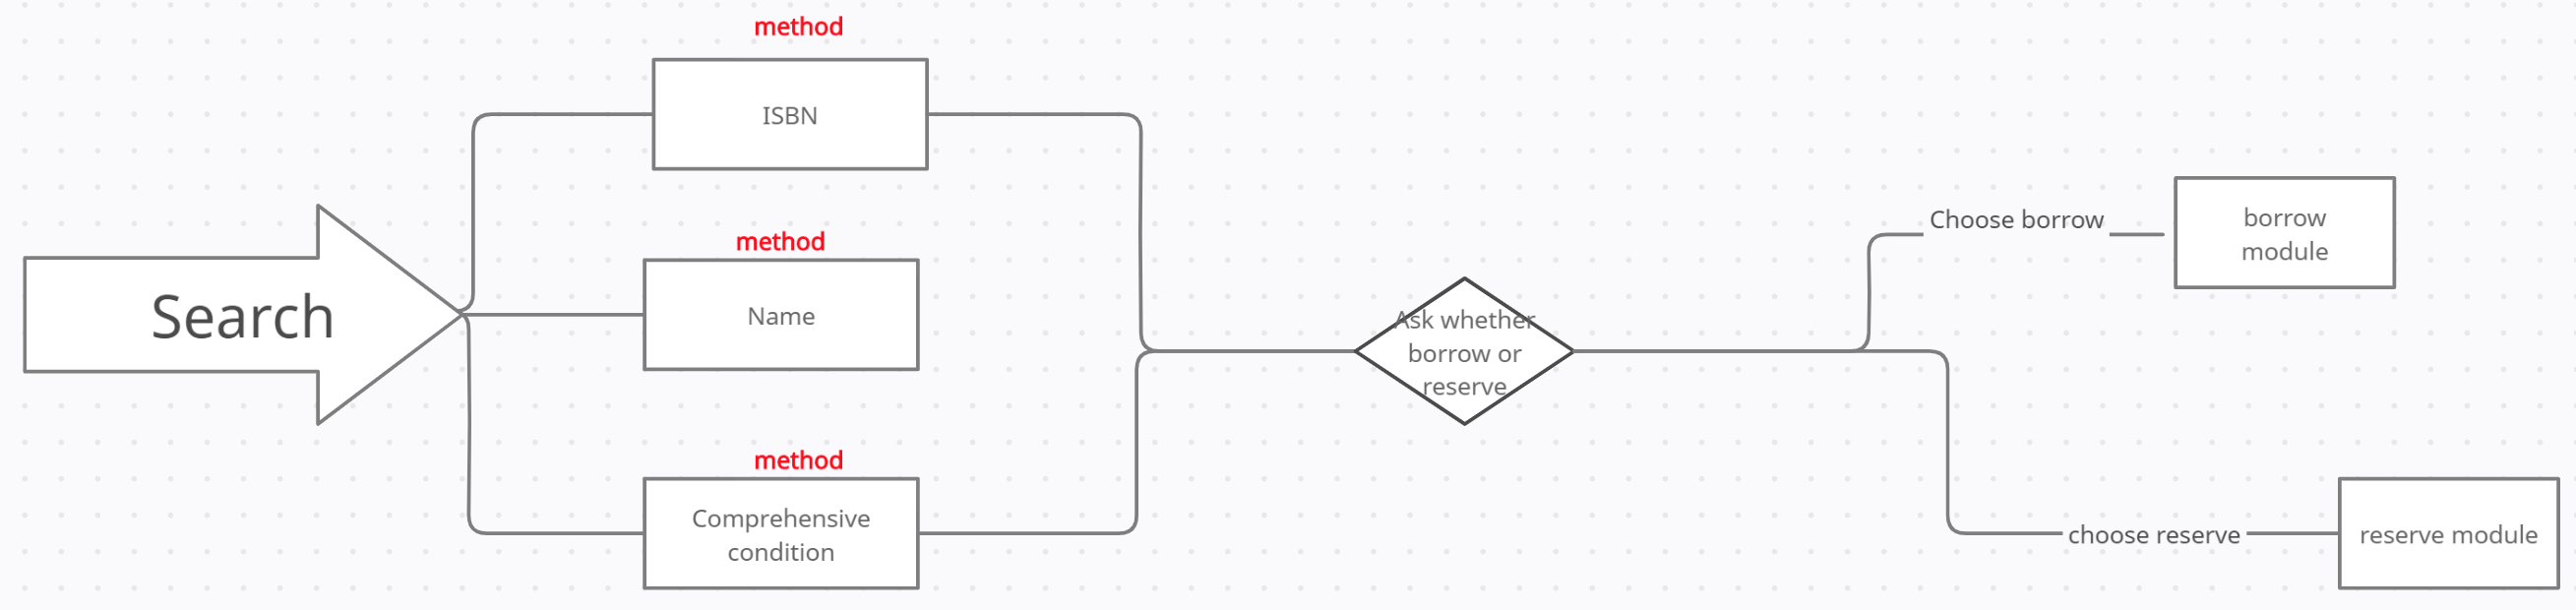 method
ISBN
method
Search
Name
method
Comprehensive
condition
Ask whether
borrow or
reserve
Choose borrow
borrow
module
choose reserve
reserve module